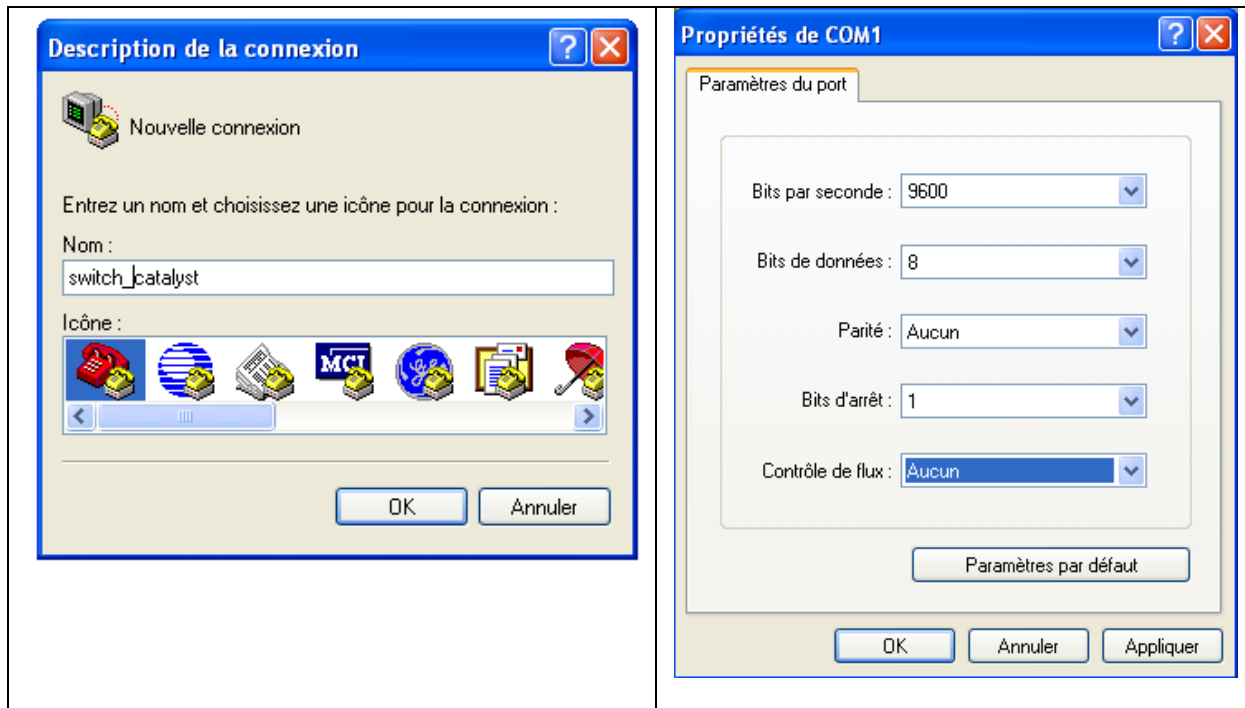 Description de la connexion
Nouvelle connexion
Entrez un nom et choisissez une icône pour la connexion :
Nom :
switch_catalyst
Icône :
MCI
OK
Annuler
Propriétés de COM1
Paramètres du port
Bits par seconde : 9600
Bits de données : 8
Parité : Aucun
Bits d'arrêt : 1
Contrôle de flux : Aucun
Paramètres par défaut
OK
Annuler
Appliquer